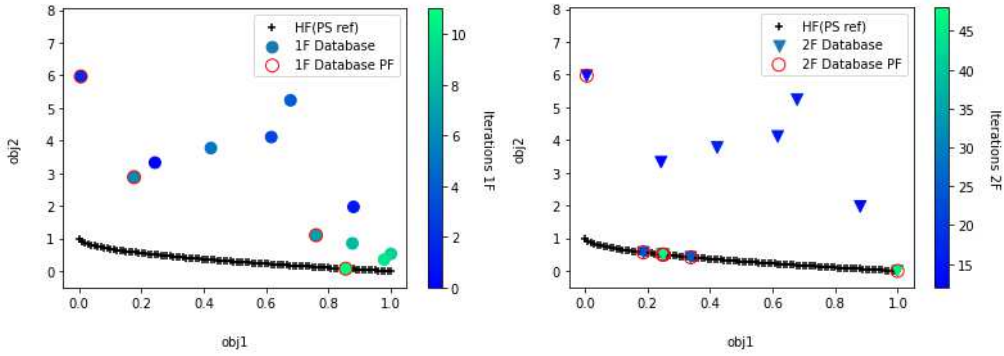 8
7
6
5
4
3
2
1
0
obj2
HF(PS ref)
1F Database
1F Database PF
0.0 0.2 0.4 0.6 0.8 1.0
obj1
10
8
6
4
2
0
Iterations 1F
8
7
6
5
4
3
2
1
0
obj2
HF(PS ref)
2F Database
2F Database PF
0.0 0.2 0.4 0.6 0.8 1.0
obj1
45
40
35
30
25
20
15
Iterations 2F